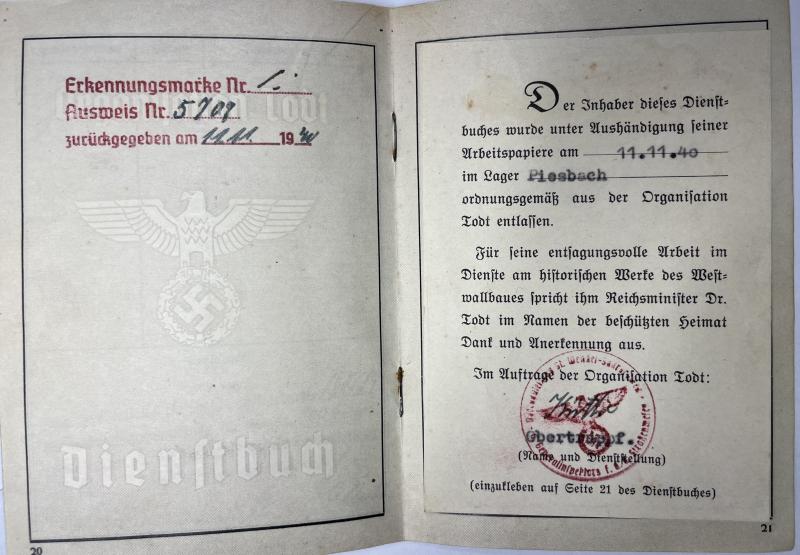 Erkennungsmarke Nr.
Ausweis Nr. 5709
zurückgegeben am 11.11. 1940
Todt
Dienſtbuch
20
Der Inhaber dieſes Dienſt-
buches wurde unter Aushändigung ſeiner
Arbeitspapiere am 11.11.40
im Lager Piesbach
ordnungsgemäß aus der Organiſation
Todt entlaſſen.
Für ſeine entſagungsvolle Arbeit im
Dienſte am hiſtoriſchen Werke des Weſt-
wallbaues ſpricht ihm Reichsminiſter Dr.
Todt im Namen der beſchützten Heimat
Dank und Anerkennung aus.
Im Auftrage der Organiſation Todt:
Obertruppf.
(Name und Dienſtſtellung)
(einzukleben auf Seite 21 des Dienſtbuches)
21